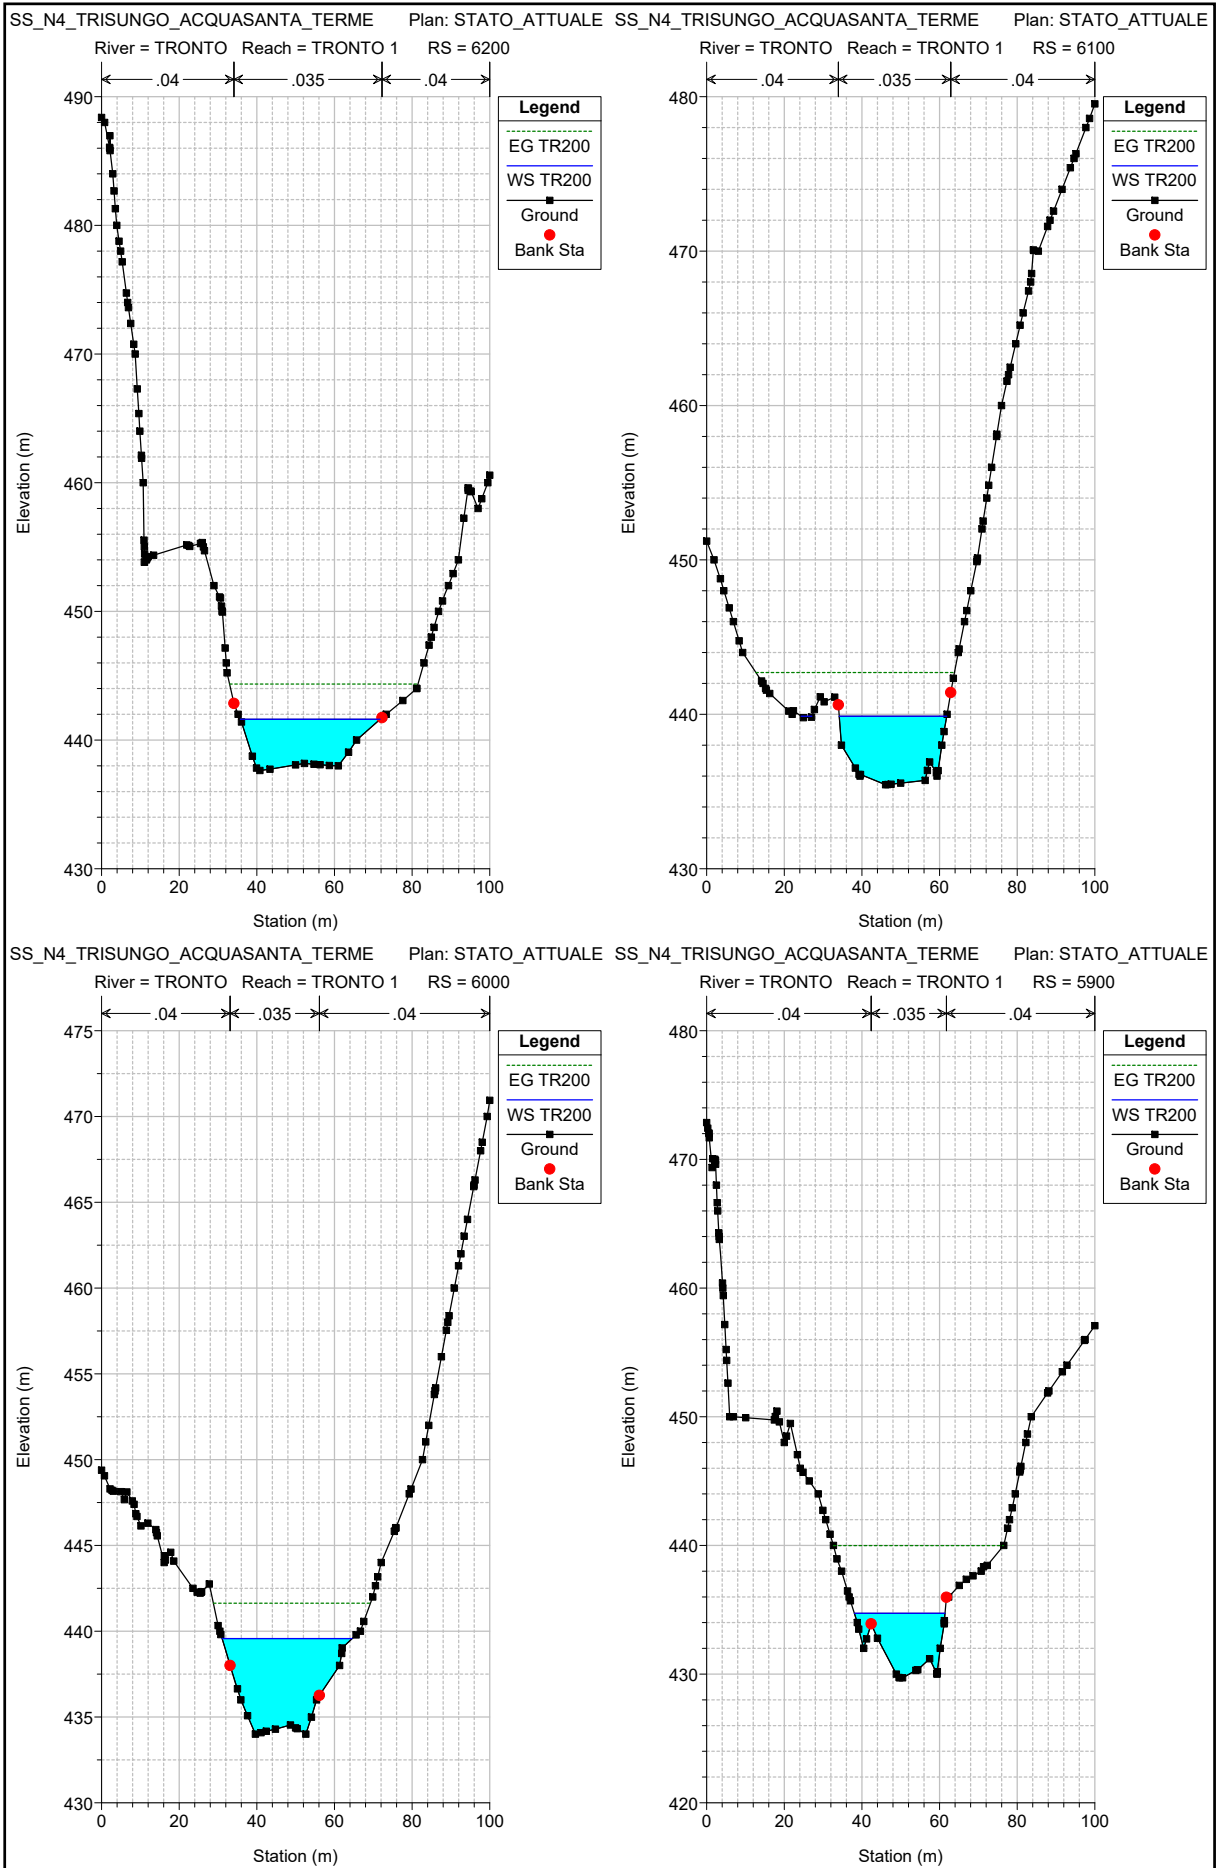 SS_N4_TRISUNGO_ACQUASANTA_TERME Plan: STATO_ATTUALE
River = TRONTO Reach = TRONTO 1 RS = 6200
.04 .035 .04
490
480
470
460
450
440
430
Elevation (m)
0 20 40 60 80 100
Station (m)
Legend
EG TR200
WS TR200
Ground
Bank Sta
SS_N4_TRISUNGO_ACQUASANTA_TERME Plan: STATO_ATTUALE
River = TRONTO Reach = TRONTO 1 RS = 6100
.04 .035 .04
480
470
460
450
440
430
Elevation (m)
0 20 40 60 80 100
Station (m)
Legend
EG TR200
WS TR200
Ground
Bank Sta
SS_N4_TRISUNGO_ACQUASANTA_TERME Plan: STATO_ATTUALE
River = TRONTO Reach = TRONTO 1 RS = 6000
.04 .035 .04
475
470
465
460
455
450
445
440
435
430
Elevation (m)
0 20 40 60 80 100
Station (m)
Legend
EG TR200
WS TR200
Ground
Bank Sta
SS_N4_TRISUNGO_ACQUASANTA_TERME Plan: STATO_ATTUALE
River = TRONTO Reach = TRONTO 1 RS = 5900
.04 .035 .04
480
470
460
450
440
430
420
Elevation (m)
0 20 40 60 80 100
Station (m)
Legend
EG TR200
WS TR200
Ground
Bank Sta